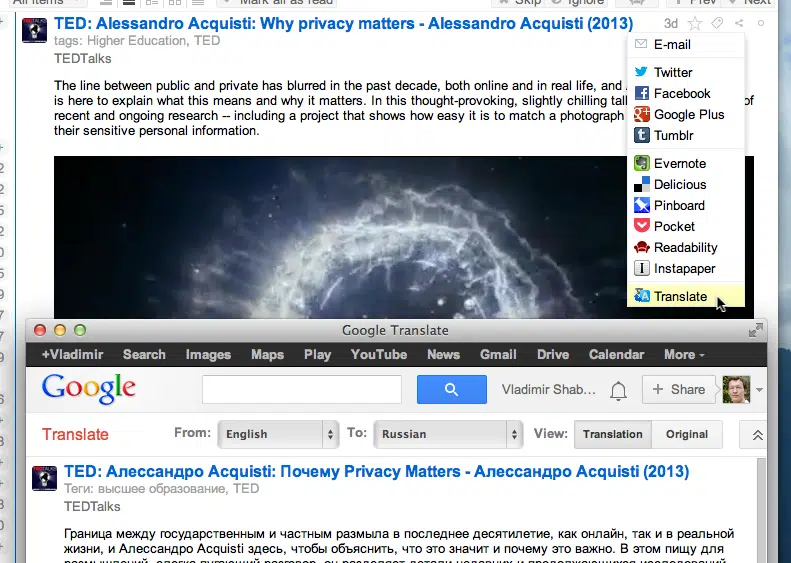 All items
Mark all as read
Skip
Ignore
Prev
Next
TED: Alessandro Acquisti: Why privacy matters - Alessandro Acquisti (2013)
3d
tags: Higher Education, TED
TEDTalks
The line between public and private has blurred in the past decade, both online and in real life, and
is here to explain what this means and why it matters. In this thought-provoking, slightly chilling
of
recent and ongoing research -- including a project that shows how easy it is to match a photograph
their sensitive personal information.
E-mail
Twitter
Facebook
Google Plus
Tumblr
Evernote
Delicious
Pinboard
Pocket
Readability
Instapaper
Translate
Google Translate
+Vladimir Search Images Maps Play YouTube News Gmail Drive Calendar More
Google
Vladimir Shab...
+ Share
Translate
From: English
To: Russian
View: Translation Original
TED: Алессандро Acquisti: Почему Privacy Matters - Алессандро Acquisti (2013)
Теги: высшее образование, TED
TEDTalks
Граница между государственным и частным размыла в последнее десятилетие, как онлайн, так и в реальной
жизни, и Алессандро Acquisti здесь, чтобы объяснить, что это значит и почему это важно. В этом пищу для